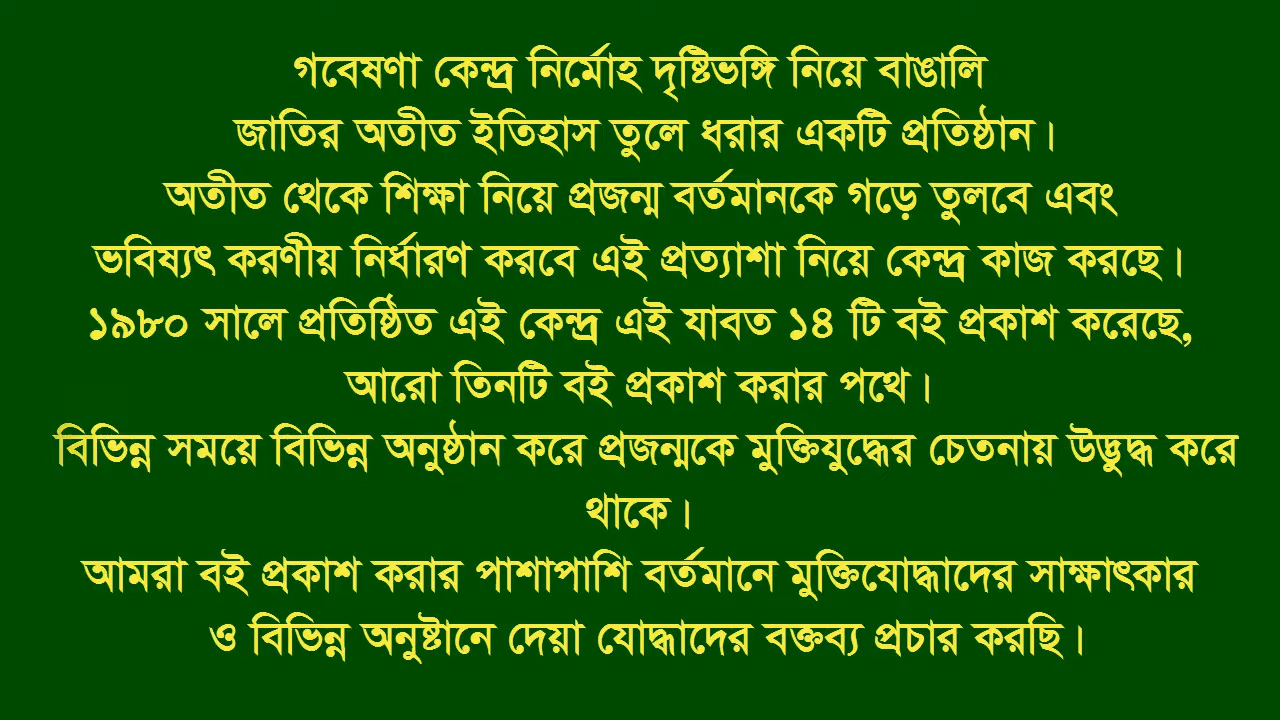 গবেষণা কেন্দ্র নির্মোহ দৃষ্টিভঙ্গি নিয়ে বাঙালি
জাতির অতীত ইতিহাস তুলে ধরার একটি প্রতিষ্ঠান।
অতীত থেকে শিক্ষা নিয়ে প্রজন্ম বর্তমানকে গড়ে তুলবে এবং
ভবিষ্যৎ করণীয় নির্ধারণ করবে এই প্রত্যাশা নিয়ে কেন্দ্র কাজ করছে।
১৯৮০ সালে প্রতিষ্ঠিত এই কেন্দ্র এই যাবত ১৪ টি বই প্রকাশ করেছে,
আরো তিনটি বই প্রকাশ করার পথে।
বিভিন্ন সময়ে বিভিন্ন অনুষ্ঠান করে প্রজন্মকে মুক্তিযুদ্ধের চেতনায় উদ্ভুদ্ধ করে
থাকে।
আমরা বই প্রকাশ করার পাশাপাশি বর্তমানে মুক্তিযোদ্ধাদের সাক্ষাৎকার
ও বিভিন্ন অনুষ্টানে দেয়া যোদ্ধাদের বক্তব্য প্রচার করছি।